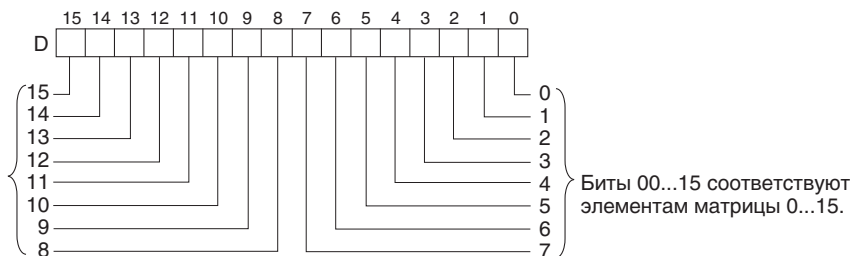 15 14 13 12 11 10 9 8 7 6 5 4 3 2 1 0
D
15 0
14 1
13 2
12 3
11 4
10 5
9 6
8 7
Биты 00...15 соответствуют
элементам матрицы 0...15.